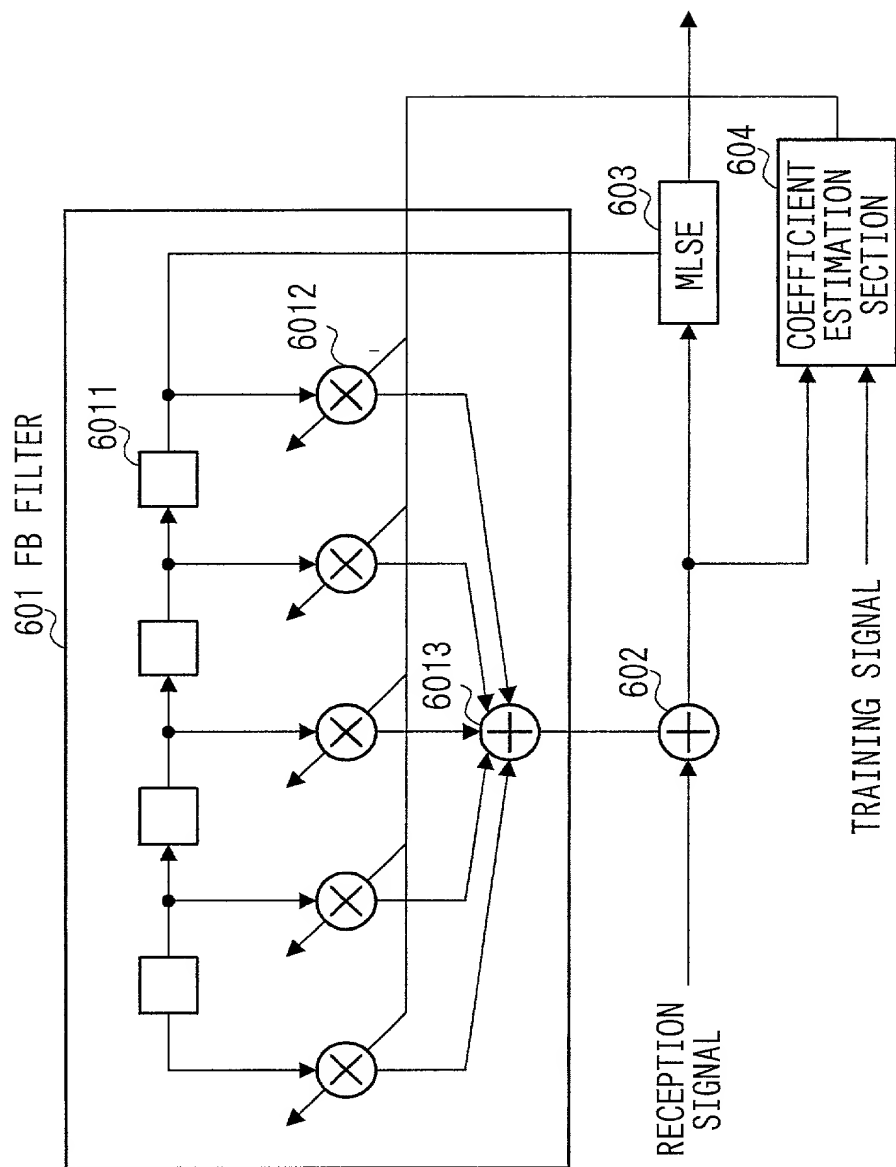 601 FB FILTER
6011
6012
6013
602
603
MLSE
604
COEFFICIENT
ESTIMATION
SECTION
RECEPTION
SIGNAL
TRAINING SIGNAL